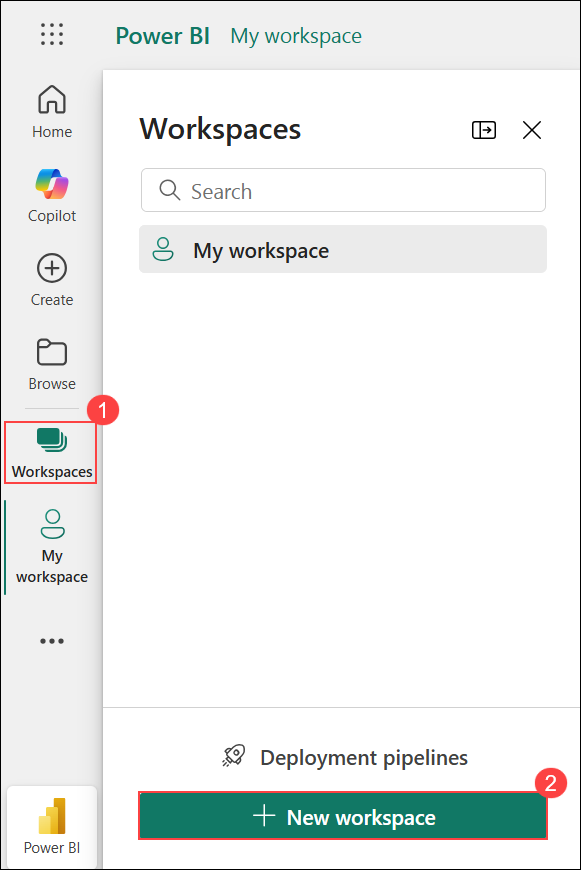 Power BI My workspace
Home
Copilot
Create
Browse
1
Workspaces
My
workspace
Power BI
Workspaces
Search
My workspace
Deployment pipelines
2
New workspace